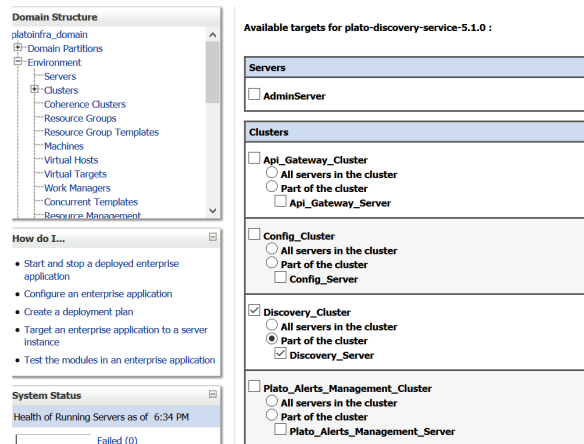 Domain Structure
platoinfra_domain
Domain Partitions
Environment
Servers
Clusters
Coherence Clusters
Resource Groups
Resource Group Templates
Machines
Virtual Hosts
Virtual Targets
Work Managers
Concurrent Templates
Resource Management
How do I...
Start and stop a deployed enterprise
application
Configure an enterprise application
Create a deployment plan
Target an enterprise application to a server
instance
Test the modules in an enterprise application
System Status
Health of Running Servers as of 6:34 PM
Failed (0)
Available targets for plato-discovery-service-5.1.0 :
Servers
AdminServer
Clusters
Api_Gateway_Cluster
All servers in the cluster
Part of the cluster
Api_Gateway_Server
Config_Cluster
All servers in the cluster
Part of the cluster
Config_Server
Discovery_Cluster
All servers in the cluster
Part of the cluster
Discovery_Server
Plato_Alerts_Management_Cluster
All servers in the cluster
Part of the cluster
Plato_Alerts_Management_Server